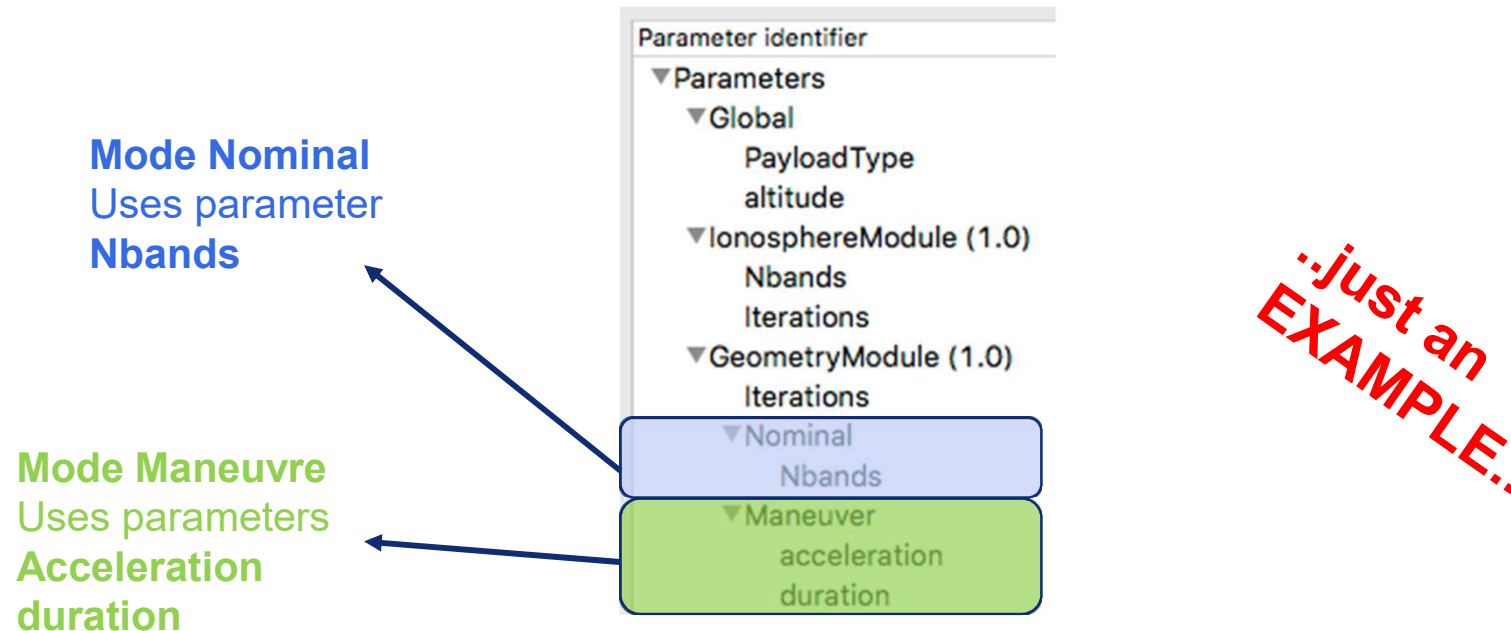 Mode Nominal
Uses parameter
Nbands
Mode Maneuvre
Uses parameters
Acceleration
duration
Parameter identifier
Parameters
Global
PayloadType
altitude
IonosphereModule (1.0)
Nbands
Iterations
GeometryModule (1.0)
Iterations
Nominal
Nbands
Maneuver
acceleration
duration
..just an
EXAMPLE..